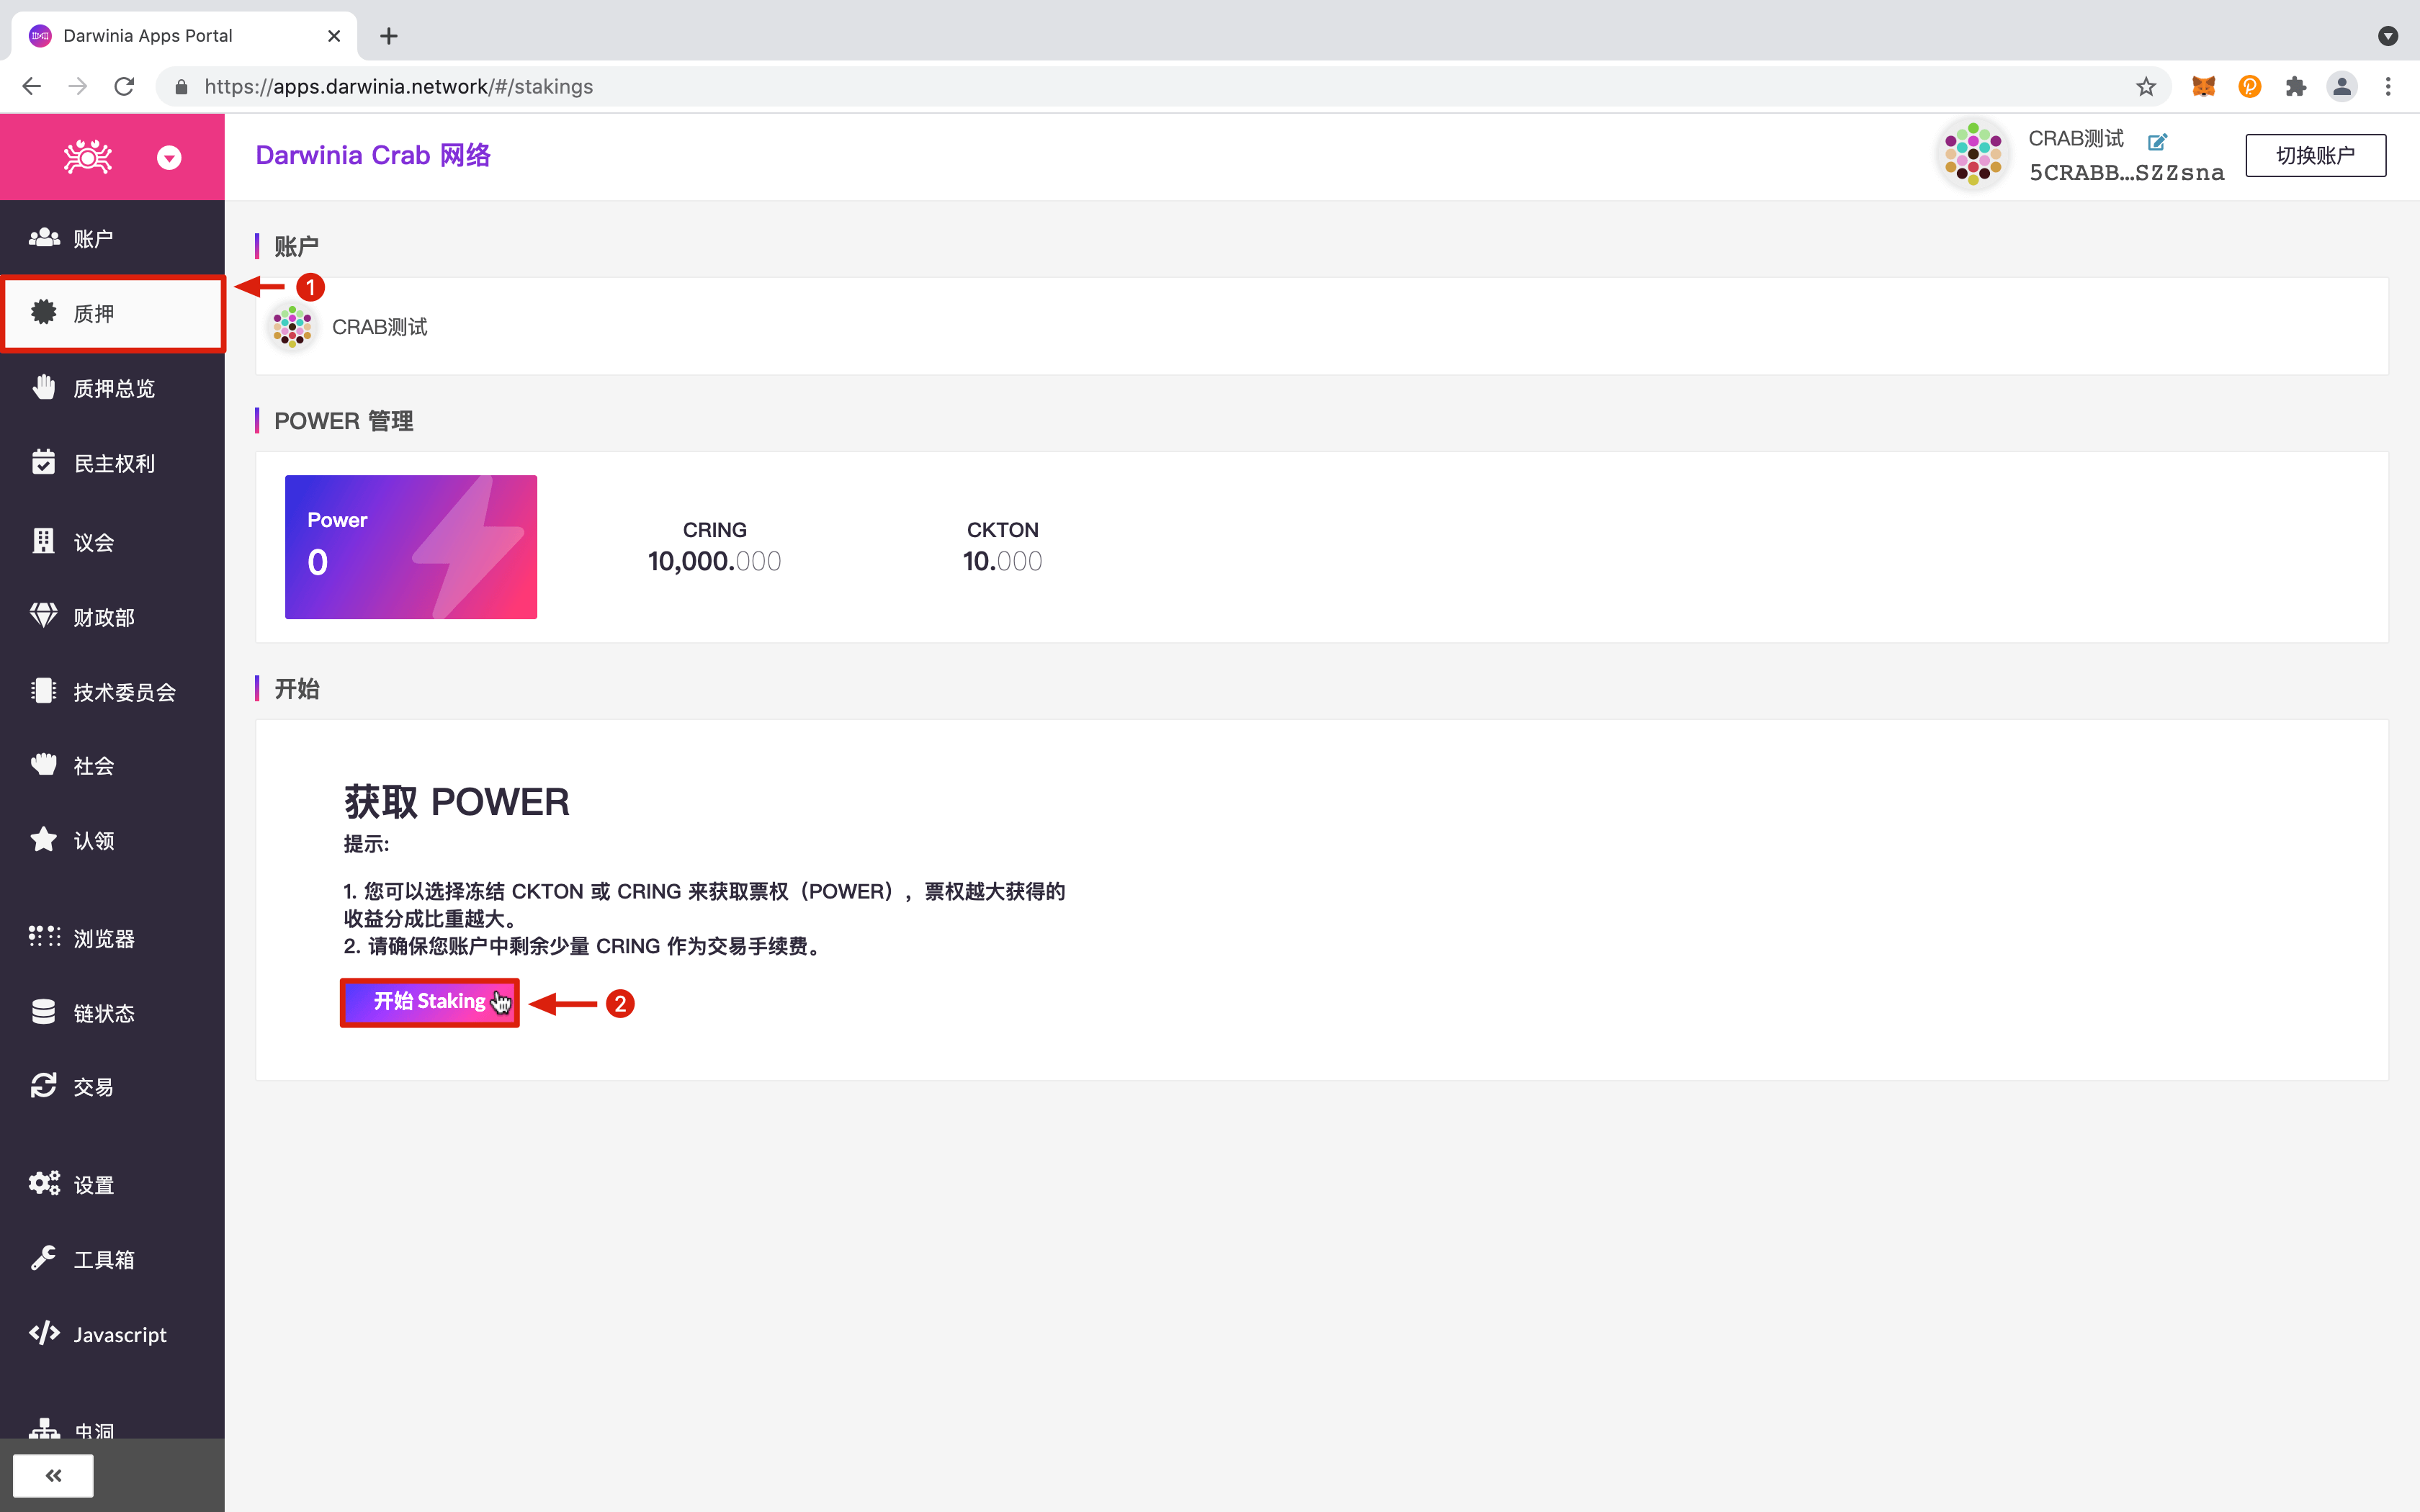 Darwinia Apps Portal
https://apps.darwinia.network/#/stakings
Darwinia Crab 网络
CRAB测试
5CRABB...SZZsna
切换账户
账户
质押
质押总览
民主权利
议会
财政部
技术委员会
社会
认领
浏览器
链状态
交易
设置
工具箱
Javascript
虫洞
账户
1
CRAB测试
POWER 管理
Power
0
CRING
10,000.000
CKTON
10.000
开始
获取 POWER
提示:
1. 您可以选择冻结 CKTON 或 CRING 来获取票权（POWER），票权越大获得的
收益分成比重越大。
2. 请确保您账户中剩余少量 CRING 作为交易手续费。
开始 Staking
2